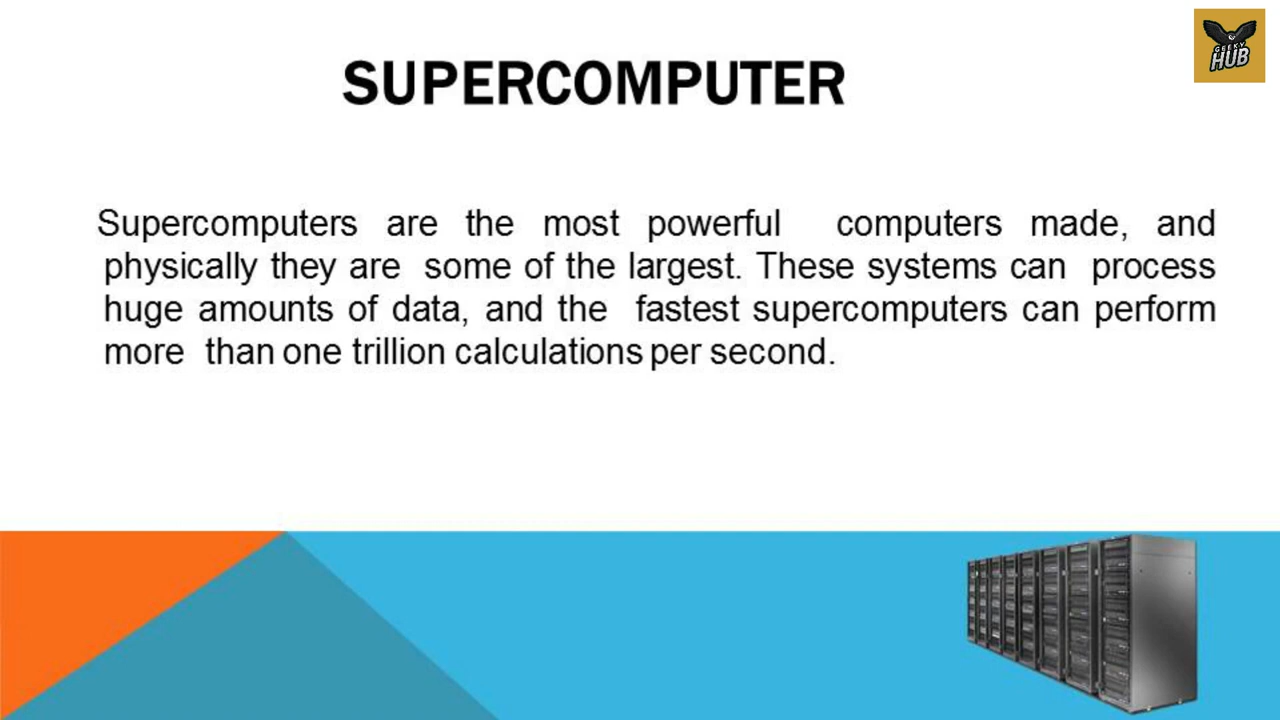 GEEKY
HUB
SUPERCOMPUTER
Supercomputers are the most powerful computers made, and
physically they are some of the largest. These systems can process
huge amounts of data, and the fastest supercomputers can perform
more than one trillion calculations per second.